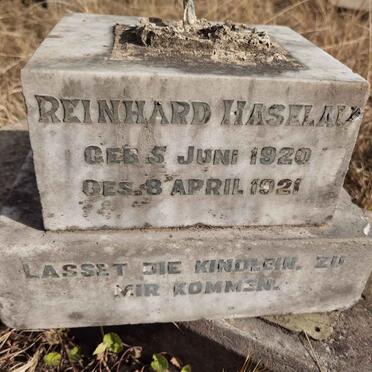 REINHARD HASELAU
GEB. 5 JUNI 1920
GES. 8 APRIL 1921
LASSET DIE KINDLEIN. ZU
MIR KOMMEN.